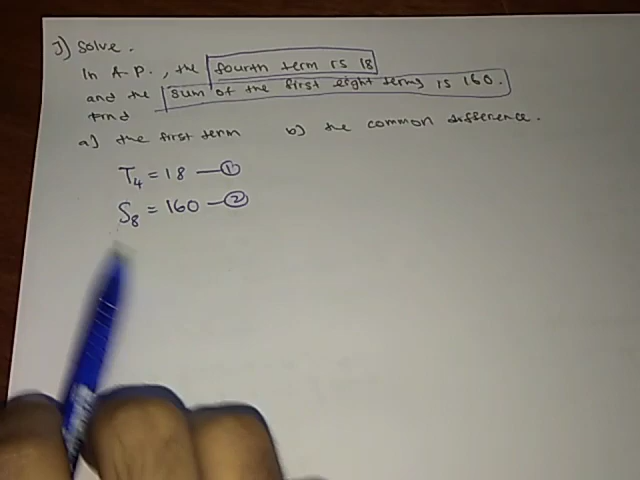 J) Solve.
In A.P., the fourth term is 18
and the sum of the first eight terms is 160.
Find
a) the first term b) the common difference.
T₄ = 18 — ①
S₈ = 160 — ②